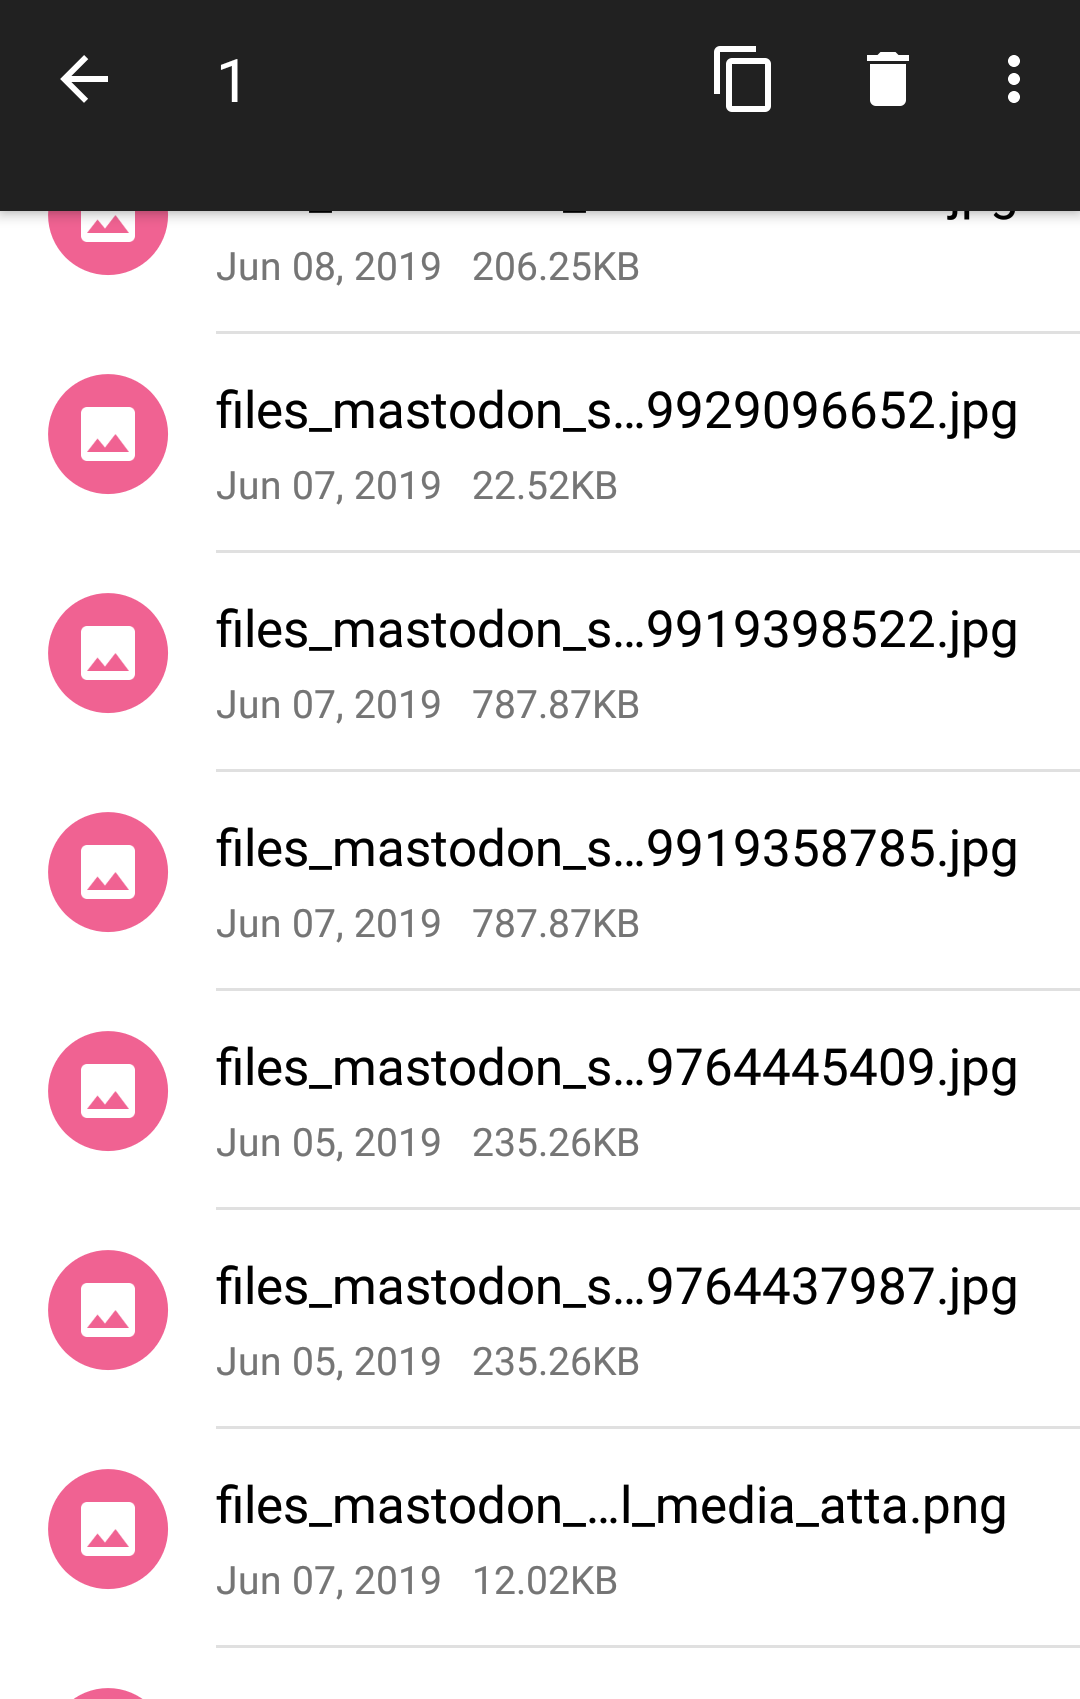 1
Jun 08, 2019 206.25KB
files_mastodon_s...9929096652.jpg
Jun 07, 2019 22.52KB
files_mastodon_s...9919398522.jpg
Jun 07, 2019 787.87KB
files_mastodon_s...9919358785.jpg
Jun 07, 2019 787.87KB
files_mastodon_s...9764445409.jpg
Jun 05, 2019 235.26KB
files_mastodon_s...9764437987.jpg
Jun 05, 2019 235.26KB
files_mastodon_...l_media_atta.png
Jun 07, 2019 12.02KB